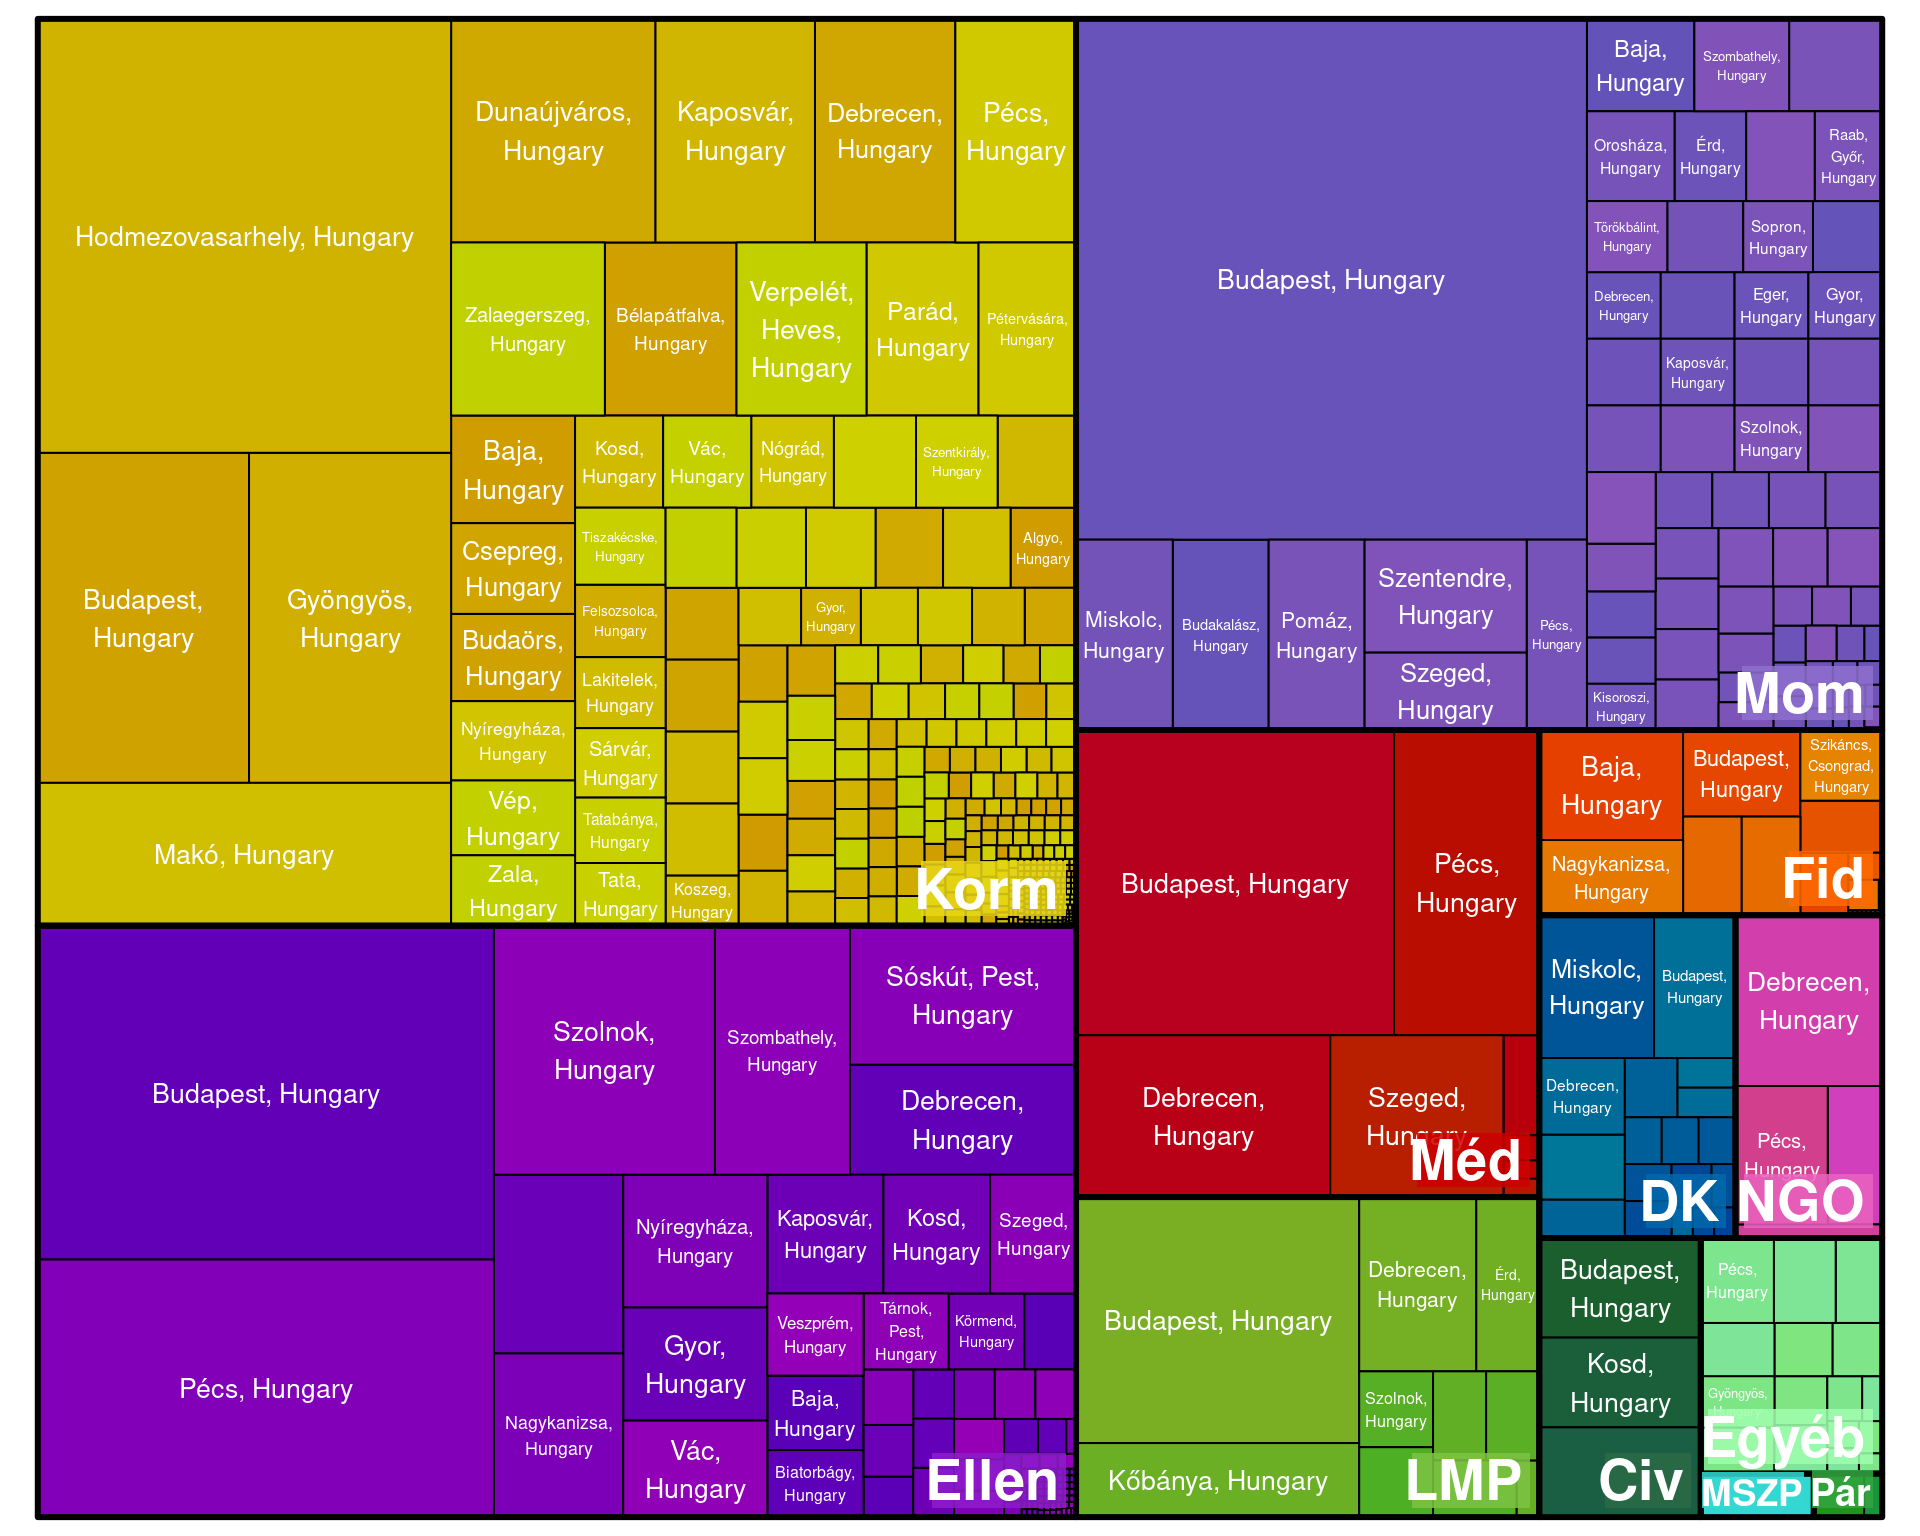 Hodmezovasarhely, Hungary
Budapest,
Hungary
Gyöngyös,
Hungary
Makó, Hungary
Dunaújváros,
Hungary
Kaposvár,
Hungary
Debrecen,
Hungary
Pécs,
Hungary
Zalaegerszeg,
Hungary
Bélapátfalva,
Hungary
Verpelét,
Heves,
Hungary
Parád,
Hungary
Pétervására,
Hungary
Baja,
Hungary
Csepreg,
Hungary
Budaörs,
Hungary
Nyíregyháza,
Hungary
Vép,
Hungary
Zala,
Hungary
Kosd,
Hungary
Vác,
Hungary
Nógrád,
Hungary
Szentkirály,
Hungary
Tiszakécske,
Hungary
Algyo,
Hungary
Felsozsolca,
Hungary
Gyor,
Hungary
Lakitelek,
Hungary
Sárvár,
Hungary
Tatabánya,
Hungary
Tata,
Hungary
Koszeg,
Hungary
Korm
Budapest, Hungary
Baja,
Hungary
Szombathely,
Hungary
Orosháza,
Hungary
Érd,
Hungary
Raab,
Győr,
Hungary
Törökbálint,
Hungary
Sopron,
Hungary
Debrecen,
Hungary
Eger,
Hungary
Gyor,
Hungary
Kaposvár,
Hungary
Szolnok,
Hungary
Miskolc,
Hungary
Budakalász,
Hungary
Pomáz,
Hungary
Szentendre,
Hungary
Szeged,
Hungary
Pécs,
Hungary
Kisoroszi,
Hungary
Mom
Budapest, Hungary
Pécs, Hungary
Szolnok,
Hungary
Szombathely,
Hungary
Sóskút, Pest,
Hungary
Debrecen,
Hungary
Nagykanizsa,
Hungary
Nyíregyháza,
Hungary
Gyor,
Hungary
Vác,
Hungary
Kaposvár,
Hungary
Kosd,
Hungary
Szeged,
Hungary
Veszprém,
Hungary
Tárnok,
Pest,
Hungary
Körmend,
Hungary
Baja,
Hungary
Biatorbágy,
Hungary
Ellen
Budapest, Hungary
Pécs,
Hungary
Debrecen,
Hungary
Szeged,
Hungary
Méd
Baja,
Hungary
Budapest,
Hungary
Szikáncs,
Csongrad,
Hungary
Nagykanizsa,
Hungary
Fid
Miskolc,
Hungary
Budapest,
Hungary
Debrecen,
Hungary
DK
Debrecen,
Hungary
Pécs,
Hungary
NGO
Budapest, Hungary
Debrecen,
Hungary
Érd,
Hungary
Szolnok,
Hungary
Kőbánya, Hungary
LMP
Budapest,
Hungary
Kosd,
Hungary
Civ
Pécs,
Hungary
Gyöngyös,
Hungary
Egyéb
MSZP
Pár